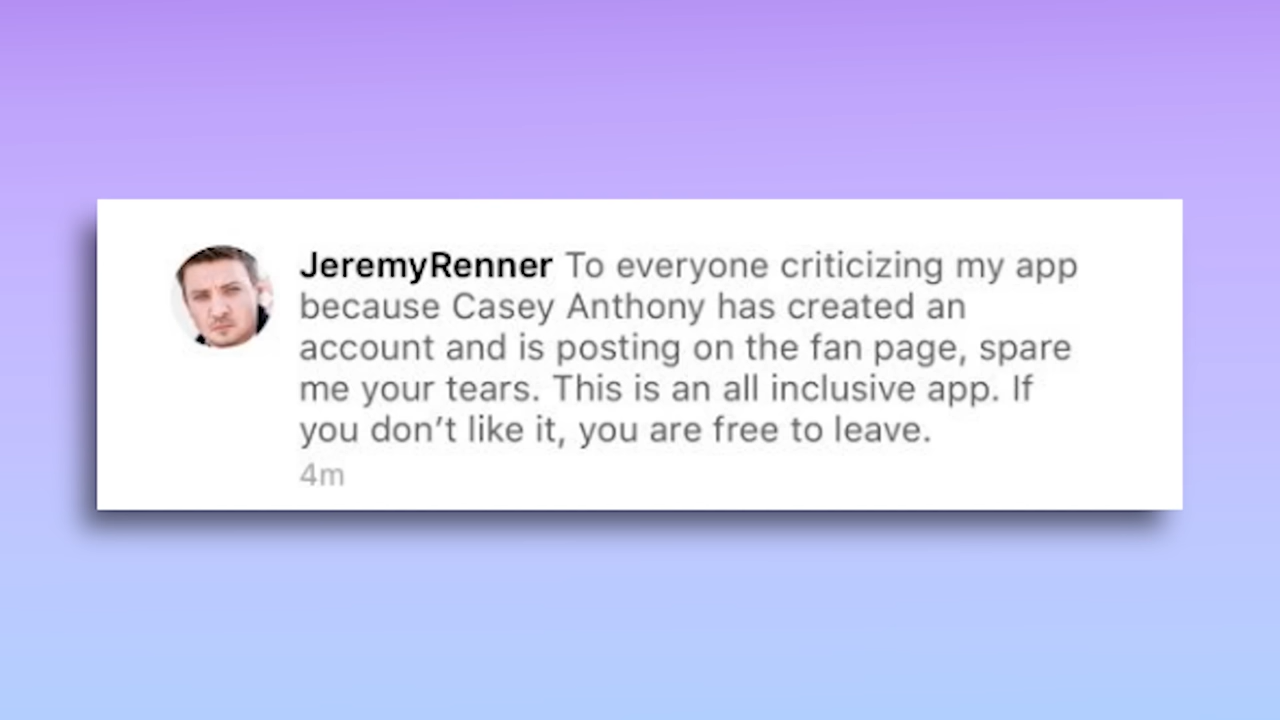 JeremyRenner To everyone criticizing my app
because Casey Anthony has created an
account and is posting on the fan page, spare
me your tears. This is an all inclusive app. If
you don’t like it, you are free to leave.
4m